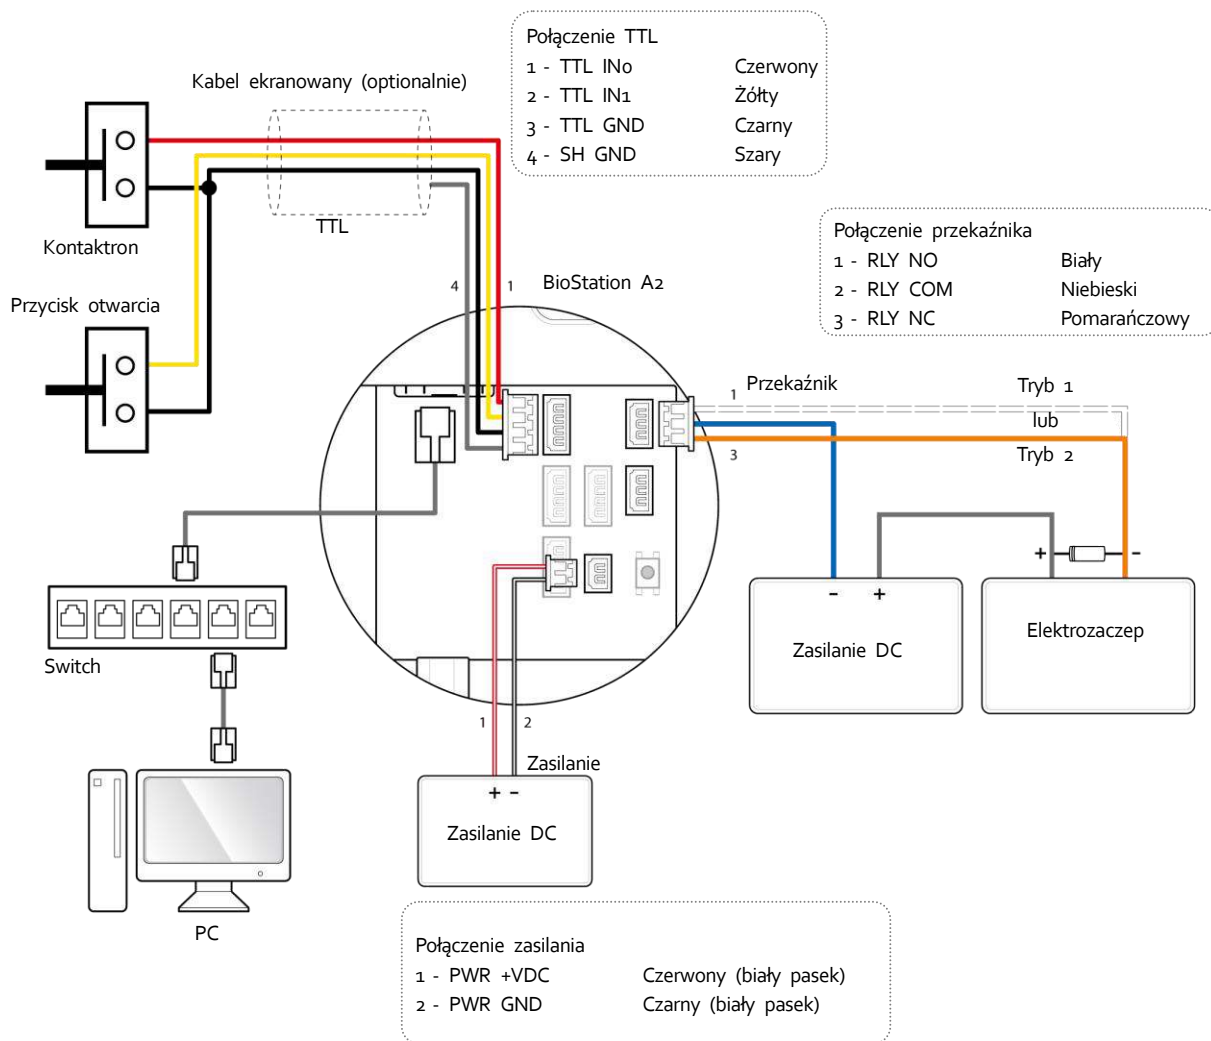 Połączenie TTL
1 - TTL IN0 Czerwony
2 - TTL IN1 Żółty
3 - TTL GND Czarny
4 - SH GND Szary
Kabel ekranowany (optionalnie)
TTL
Kontaktron
Połączenie przekaźnika
1 - RLY NO Biały
2 - RLY COM Niebieski
3 - RLY NC Pomarańczowy
4 1 BioStation A2
Przycisk otwarcia
1 Przekaźnik Tryb 1
lub
3 Tryb 2
+ -
- +
Zasilanie DC
Elektrozaczep
Switch
1 2
Zasilanie
+ -
Zasilanie DC
PC
Połączenie zasilania
1 - PWR +VDC Czerwony (biały pasek)
2 - PWR GND Czarny (biały pasek)